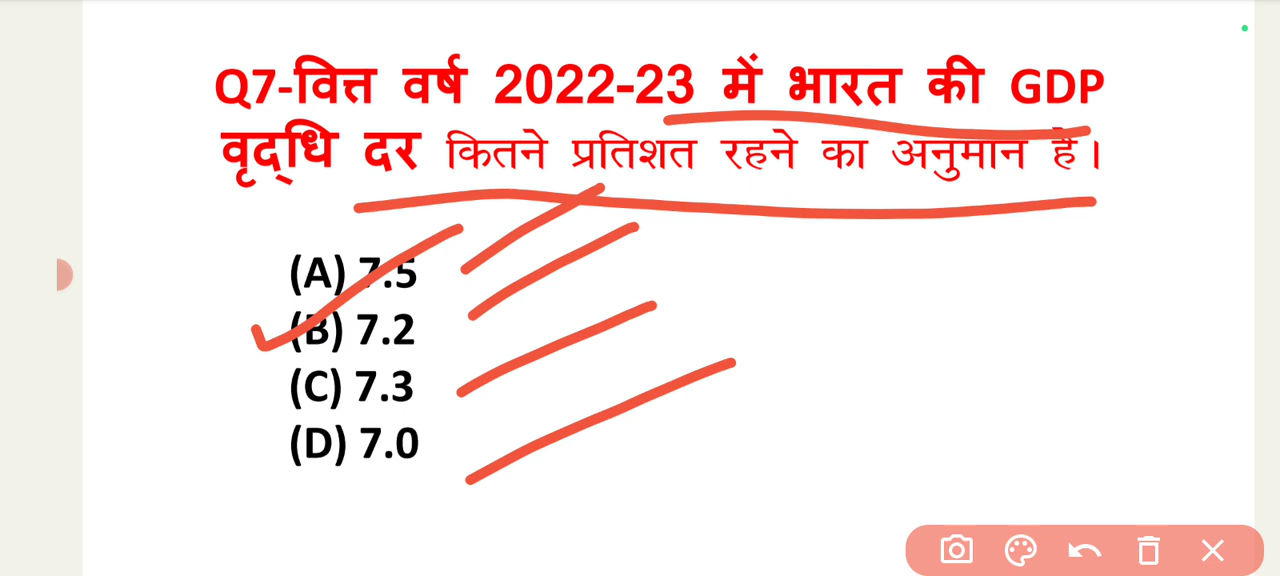 Q7-वित्त वर्ष 2022-23 में भारत की GDP
वृद्धि दर कितने प्रतिशत रहने का अनुमान है।
(A) 7.5
(B) 7.2
(C) 7.3
(D) 7.0